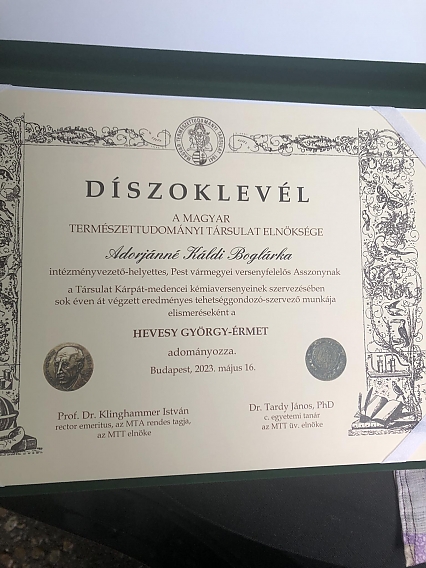 DÍSZOKLEVÉL
A MAGYAR
TERMÉSZETTUDOMÁNYI TÁRSULAT ELNÖKSÉGE
Adorjánné Káldi Boglárka
intézményvezető-helyettes, Pest vármegyei versenyfelelős Asszonynak
a Társulat Kárpát-medencei kémiaversenyeinek szervezésében
sok éven át végzett eredményes tehetséggondozó-szervező munkája
elismeréseként a
HEVESY GYÖRGY-ÉRMET
adományozza.
Budapest, 2023. május 16.
Prof. Dr. Klinghammer István
rector emeritus, az MTA rendes tagja,
az MTT elnöke
Dr. Tardy János, PhD
c. egyetemi tanár
az MTT üv. elnöke